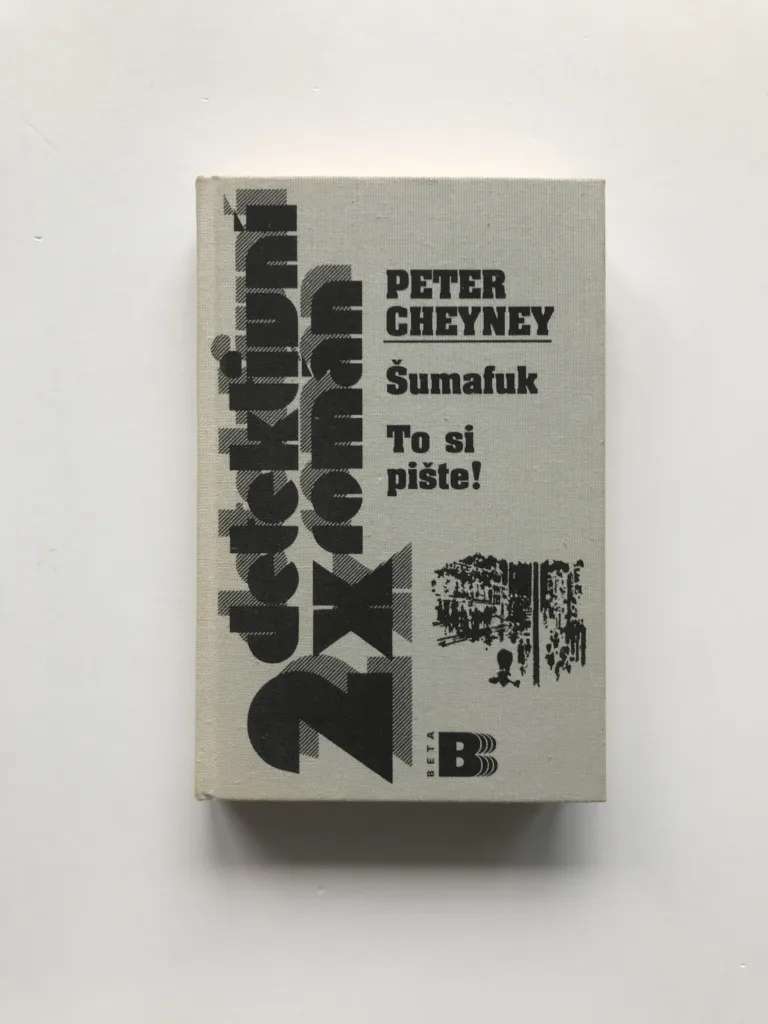 2x detektivní
román
PETER
CHEYNEY
Šumafuk
To si
pište!
BETA
B